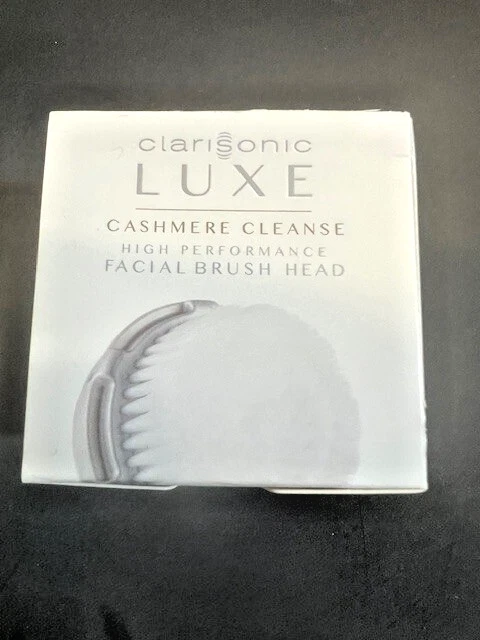 clarisonic
LUXE
CASHMERE CLEANSE
HIGH PERFORMANCE
FACIAL BRUSH HEAD